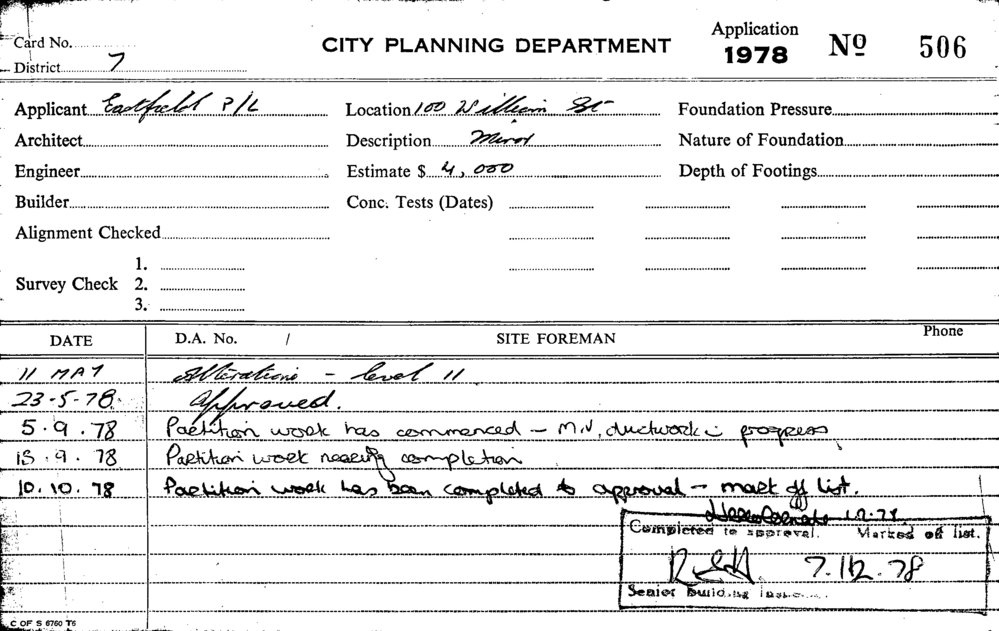 Card No.
District 7
CITY PLANNING DEPARTMENT
Application
1978
Nº 506
Applicant Eastfield P/L
Location 100 William St
Foundation Pressure
Architect
Description Minor
Nature of Foundation
Engineer
Estimate $ 4,000
Depth of Footings
Builder
Conc. Tests (Dates)
Alignment Checked
Survey Check
1.
2.
3.
DATE
D.A. No. /
SITE FOREMAN
Phone
11 MAY Alterations - level 11.
23-5-78. Approved.
5.9.78 Partition work has commenced - M.V. ductwork in progress
13.9.78 Partition work nearing completion
10.10.78 Partition work has been completed to approval - mark off list.
12.78.
Completed to approval. Marked off list.
7.12.78
Senior Building
C OF S 6760 T6